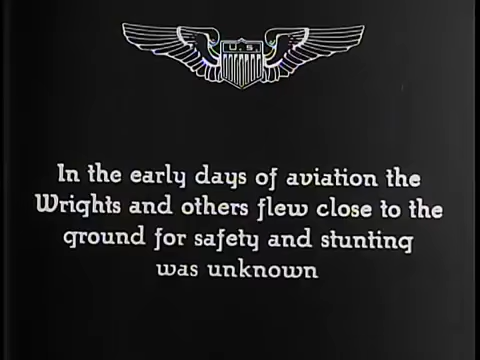 U.S.
In the early days of aviation the
Wrights and others flew close to the
ground for safety and stunting
was unknown